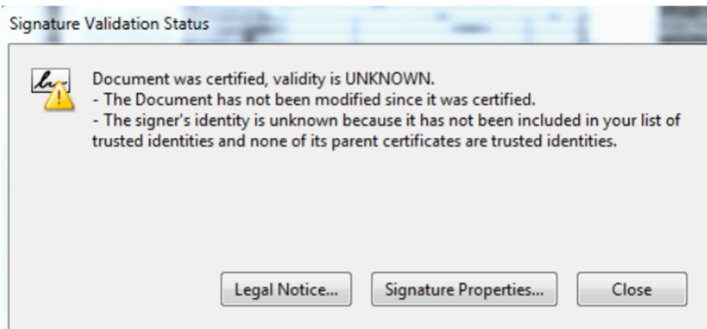 Signature Validation Status
Document was certified, validity is UNKNOWN.
- The Document has not been modified since it was certified.
- The signer's identity is unknown because it has not been included in your list of
trusted identities and none of its parent certificates are trusted identities.
Legal Notice...
Signature Properties...
Close